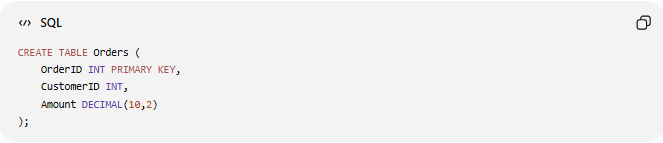 SQL
CREATE TABLE Orders (
    OrderID INT PRIMARY KEY,
    CustomerID INT,
    Amount DECIMAL(10,2)
);